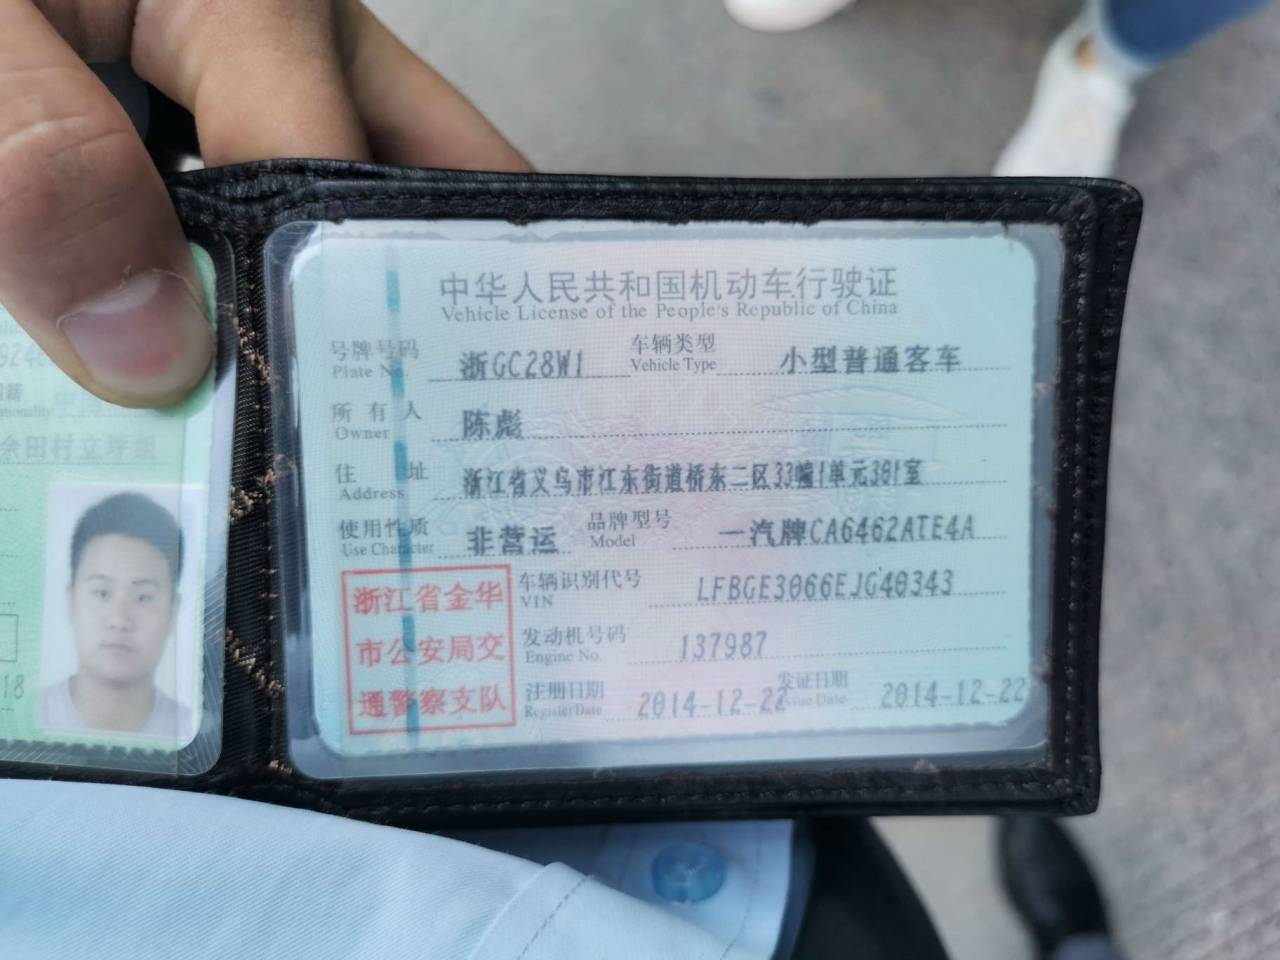 余田村立坪组
18
中华人民共和国机动车行驶证
Vehicle License of the People's Republic of China
号牌号码 浙GC28W1 车辆类型 小型普通客车
Plate No. Vehicle Type
所有人 陈彪
Owner
住址 浙江省义乌市江东街道桥东二区33幢1单元301室
Address
使用性质 非营运 品牌型号 一汽牌CA6462ATE4A
Use Character Model
浙江省金华
市公安局交
通警察支队
车辆识别代号 LFBGE3066EJG40343
VIN
发动机号码 137987
Engine No.
注册日期 2014-12-22 发证日期 2014-12-22
Register Date Issue Date